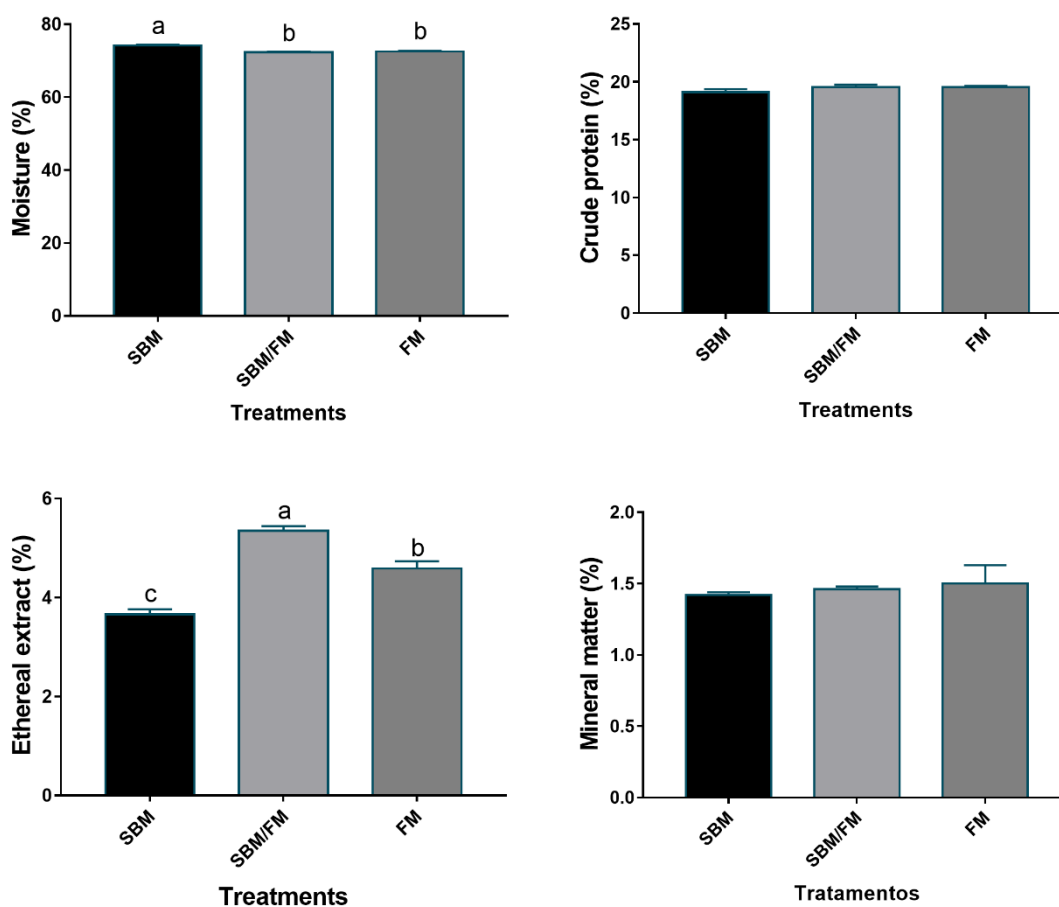 Moisture (%)
80
60
40
20
0
a
b
b
SBM
SBM/FM
FM
Treatments
Crude protein (%)
25
20
15
10
5
0
SBM
SBM/FM
FM
Treatments
Ethereal extract (%)
6
4
2
0
c
a
b
SBM
SBM/FM
FM
Treatments
Mineral matter (%)
2.0
1.5
1.0
0.5
0.0
SBM
SBM/FM
FM
Tratamentos